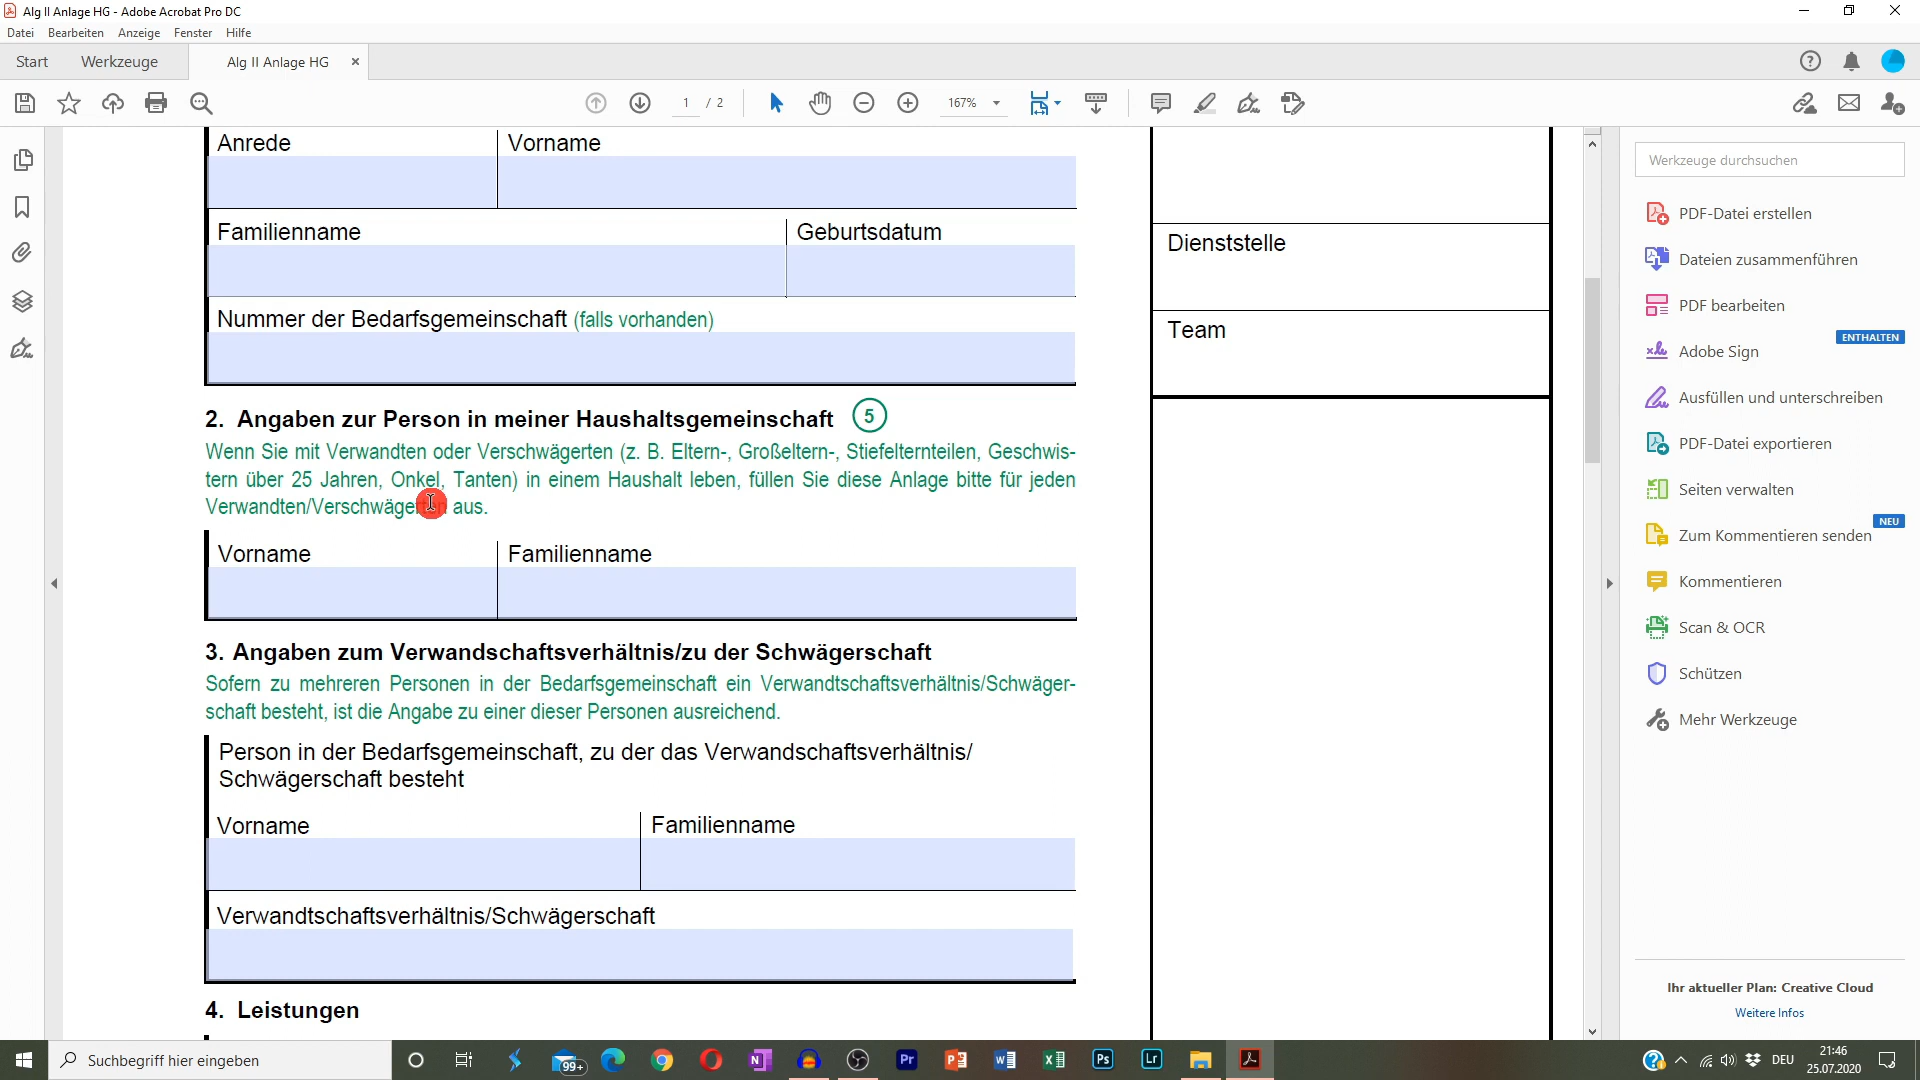 Alg II Anlage HG - Adobe Acrobat Pro DC
Datei Bearbeiten Anzeige Fenster Hilfe
Start Werkzeuge Alg II Anlage HG ×
1 / 2 167%
Anrede Vorname
Familienname Geburtsdatum
Nummer der Bedarfsgemeinschaft (falls vorhanden)
2. Angaben zur Person in meiner Haushaltsgemeinschaft 5
Wenn Sie mit Verwandten oder Verschwägerten (z. B. Eltern-, Großeltern-, Stiefelternteilen, Geschwis-
tern über 25 Jahren, Onkel, Tanten) in einem Haushalt leben, füllen Sie diese Anlage bitte für jeden
Verwandten/Verschwägerten aus.
Vorname Familienname
3. Angaben zum Verwandschaftsverhältnis/zu der Schwägerschaft
Sofern zu mehreren Personen in der Bedarfsgemeinschaft ein Verwandtschaftsverhältnis/Schwäger-
schaft besteht, ist die Angabe zu einer dieser Personen ausreichend.
Person in der Bedarfsgemeinschaft, zu der das Verwandschaftsverhältnis/
Schwägerschaft besteht
Vorname Familienname
Verwandtschaftsverhältnis/Schwägerschaft
4. Leistungen
Dienststelle
Team
Werkzeuge durchsuchen
PDF-Datei erstellen
Dateien zusammenführen
PDF bearbeiten
ENTHALTEN
Adobe Sign
Ausfüllen und unterschreiben
PDF-Datei exportieren
Seiten verwalten
NEU
Zum Kommentieren senden
Kommentieren
Scan & OCR
Schützen
Mehr Werkzeuge
Ihr aktueller Plan: Creative Cloud
Weitere Infos
Suchbegriff hier eingeben
99+
N
Pr
Ps
Lr
DEU
21:46
25.07.2020